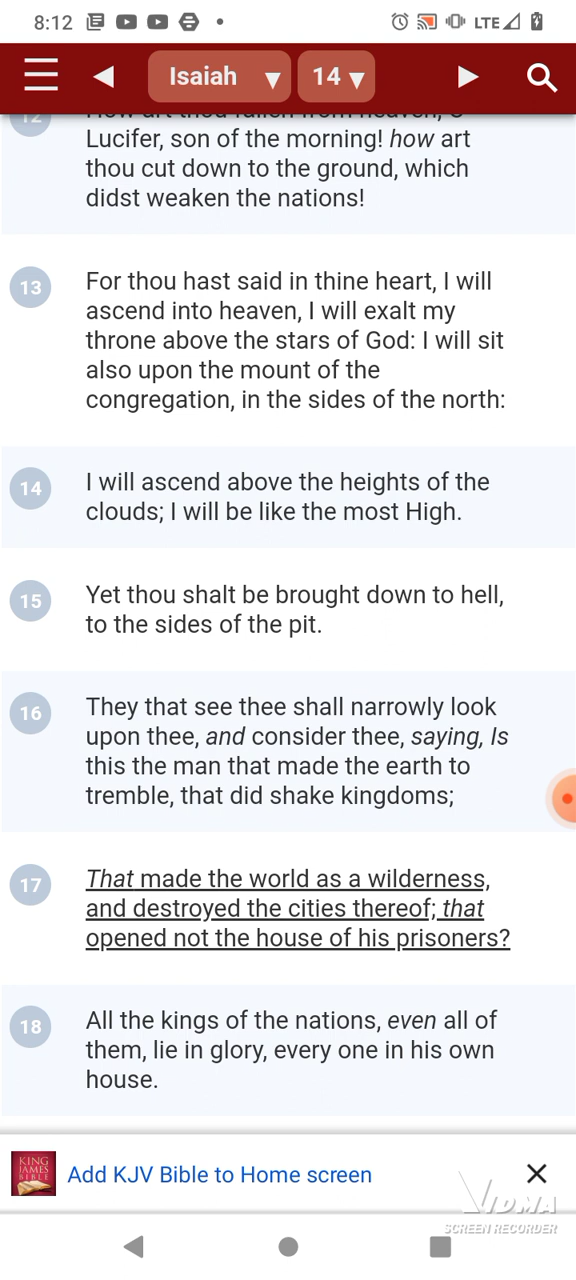 8:12
LTE
Isaiah
14
12
How art thou fallen from heaven, O
Lucifer, son of the morning! how art
thou cut down to the ground, which
didst weaken the nations!
13
For thou hast said in thine heart, I will
ascend into heaven, I will exalt my
throne above the stars of God: I will sit
also upon the mount of the
congregation, in the sides of the north:
14
I will ascend above the heights of the
clouds; I will be like the most High.
15
Yet thou shalt be brought down to hell,
to the sides of the pit.
16
They that see thee shall narrowly look
upon thee, and consider thee, saying, Is
this the man that made the earth to
tremble, that did shake kingdoms;
17
That made the world as a wilderness,
and destroyed the cities thereof; that
opened not the house of his prisoners?
18
All the kings of the nations, even all of
them, lie in glory, every one in his own
house.
KING
JAMES
BIBLE
Add KJV Bible to Home screen
VIDMA
SCREEN RECORDER